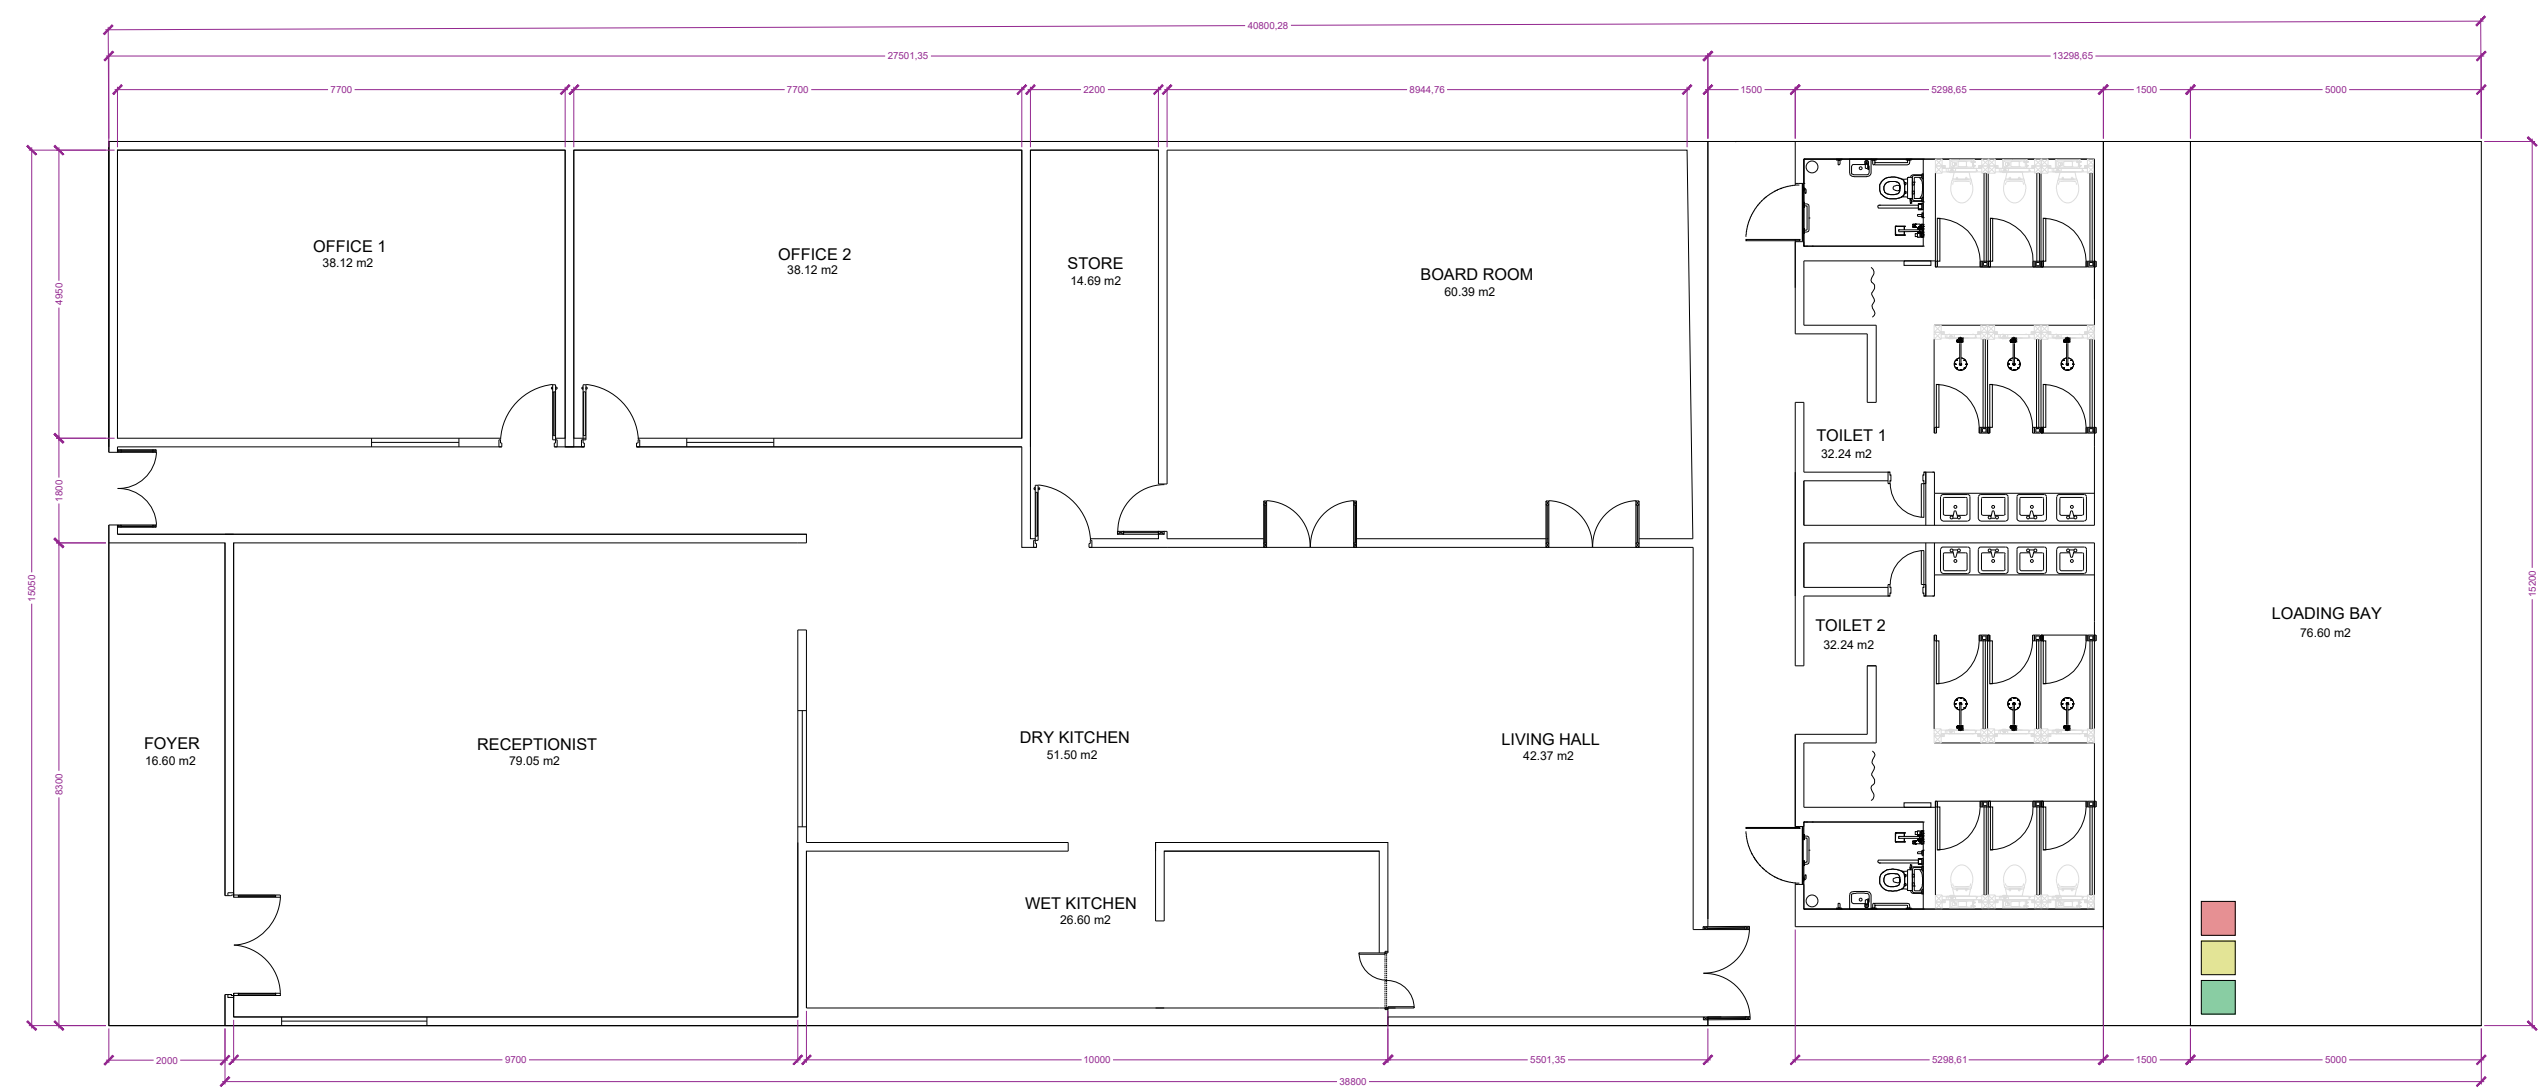 40800,28
27501,35
13298,65
7700
7700
2200
8944,76
1500
5298,65
1500
5000
OFFICE 1
38.12 m2
OFFICE 2
38.12 m2
STORE
14.69 m2
BOARD ROOM
60.39 m2
4950
1800
15050
8300
15200
TOILET 1
32.24 m2
TOILET 2
32.24 m2
LOADING BAY
76.60 m2
FOYER
16.60 m2
RECEPTIONIST
79.05 m2
DRY KITCHEN
51.50 m2
LIVING HALL
42.37 m2
WET KITCHEN
26.60 m2
2000
9700
10000
5501,35
5298,61
1500
5000
38800